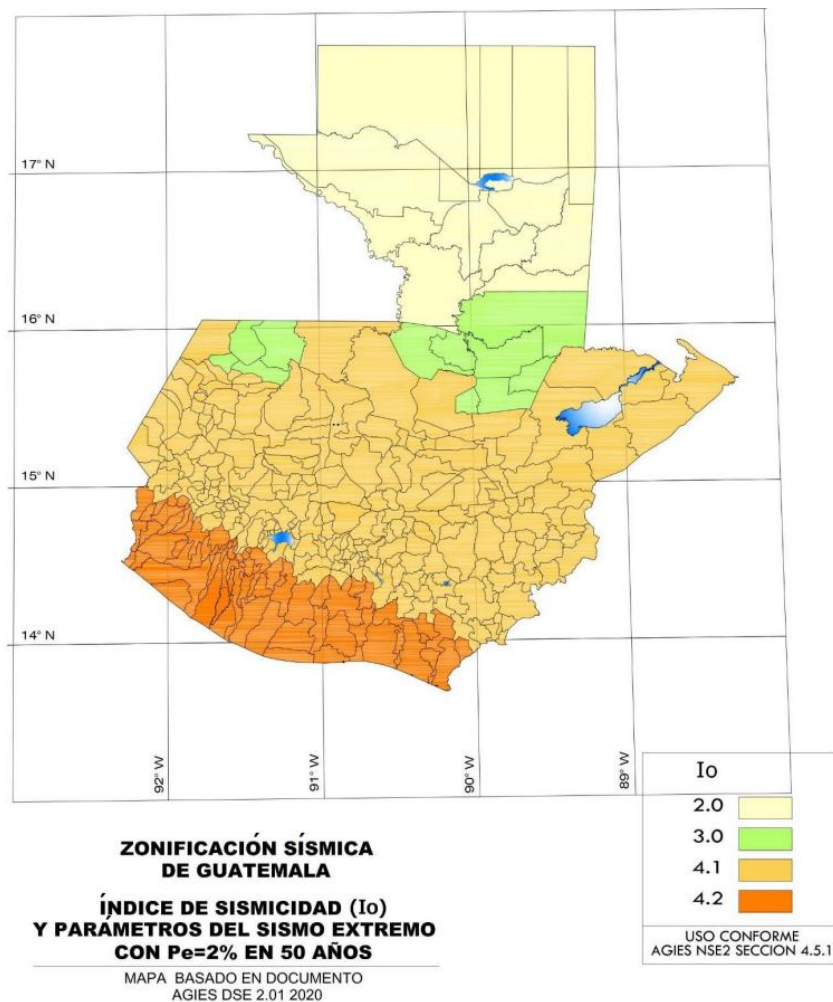 17° N
16° N
15° N
14° N
92° W
91° W
90° W
89° W
Io
2.0
3.0
4.1
4.2
USO CONFORME
AGIES NSE2 SECCION 4.5.1
ZONIFICACIÓN SÍSMICA
DE GUATEMALA
ÍNDICE DE SISMICIDAD (Io)
Y PARÁMETROS DEL SISMO EXTREMO
CON Pe=2% EN 50 AÑOS
MAPA BASADO EN DOCUMENTO
AGIES DSE 2.01 2020